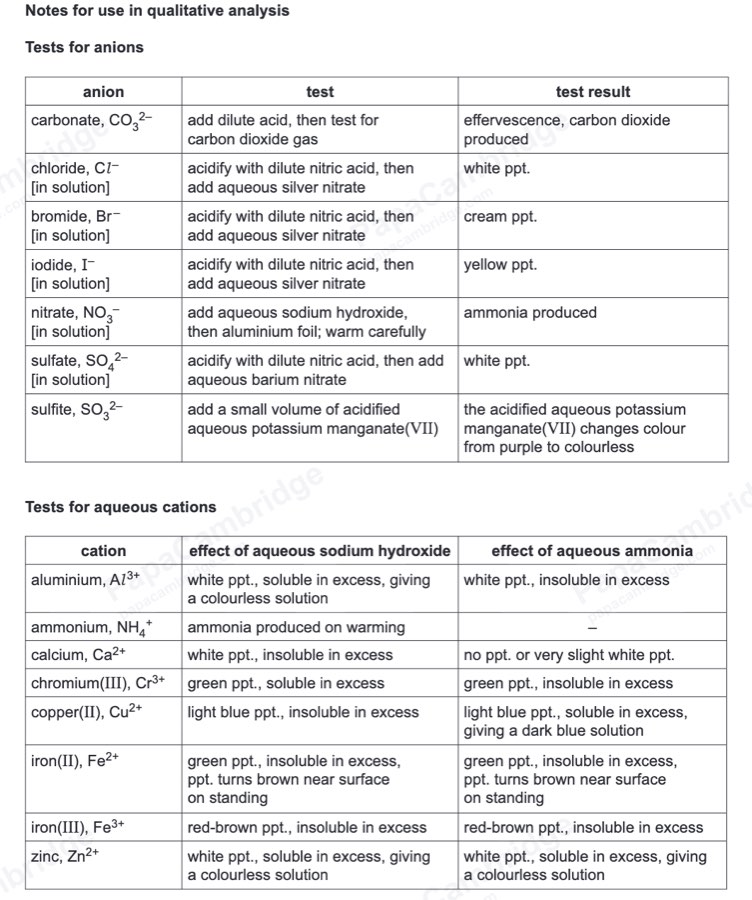 Notes for use in qualitative analysis
Tests for anions
anion test test result
carbonate, CO₃²⁻ add dilute acid, then test for effervescence, carbon dioxide
carbon dioxide gas produced
chloride, Cl⁻ acidify with dilute nitric acid, then white ppt.
[in solution] add aqueous silver nitrate
bromide, Br⁻ acidify with dilute nitric acid, then cream ppt.
[in solution] add aqueous silver nitrate
iodide, I⁻ acidify with dilute nitric acid, then yellow ppt.
[in solution] add aqueous silver nitrate
nitrate, NO₃⁻ add aqueous sodium hydroxide, ammonia produced
[in solution] then aluminium foil; warm carefully
sulfate, SO₄²⁻ acidify with dilute nitric acid, then add white ppt.
[in solution] aqueous barium nitrate
sulfite, SO₃²⁻ add a small volume of acidified the acidified aqueous potassium
aqueous potassium manganate(VII) manganate(VII) changes colour
from purple to colourless
Tests for aqueous cations
cation effect of aqueous sodium hydroxide effect of aqueous ammonia
aluminium, Al³⁺ white ppt., soluble in excess, giving white ppt., insoluble in excess
a colourless solution
ammonium, NH₄⁺ ammonia produced on warming –
calcium, Ca²⁺ white ppt., insoluble in excess no ppt. or very slight white ppt.
chromium(III), Cr³⁺ green ppt., soluble in excess green ppt., insoluble in excess
copper(II), Cu²⁺ light blue ppt., insoluble in excess light blue ppt., soluble in excess,
giving a dark blue solution
iron(II), Fe²⁺ green ppt., insoluble in excess, green ppt., insoluble in excess,
ppt. turns brown near surface ppt. turns brown near surface
on standing on standing
iron(III), Fe³⁺ red-brown ppt., insoluble in excess red-brown ppt., insoluble in excess
zinc, Zn²⁺ white ppt., soluble in excess, giving white ppt., soluble in excess, giving
a colourless solution a colourless solution
PapaCambridge